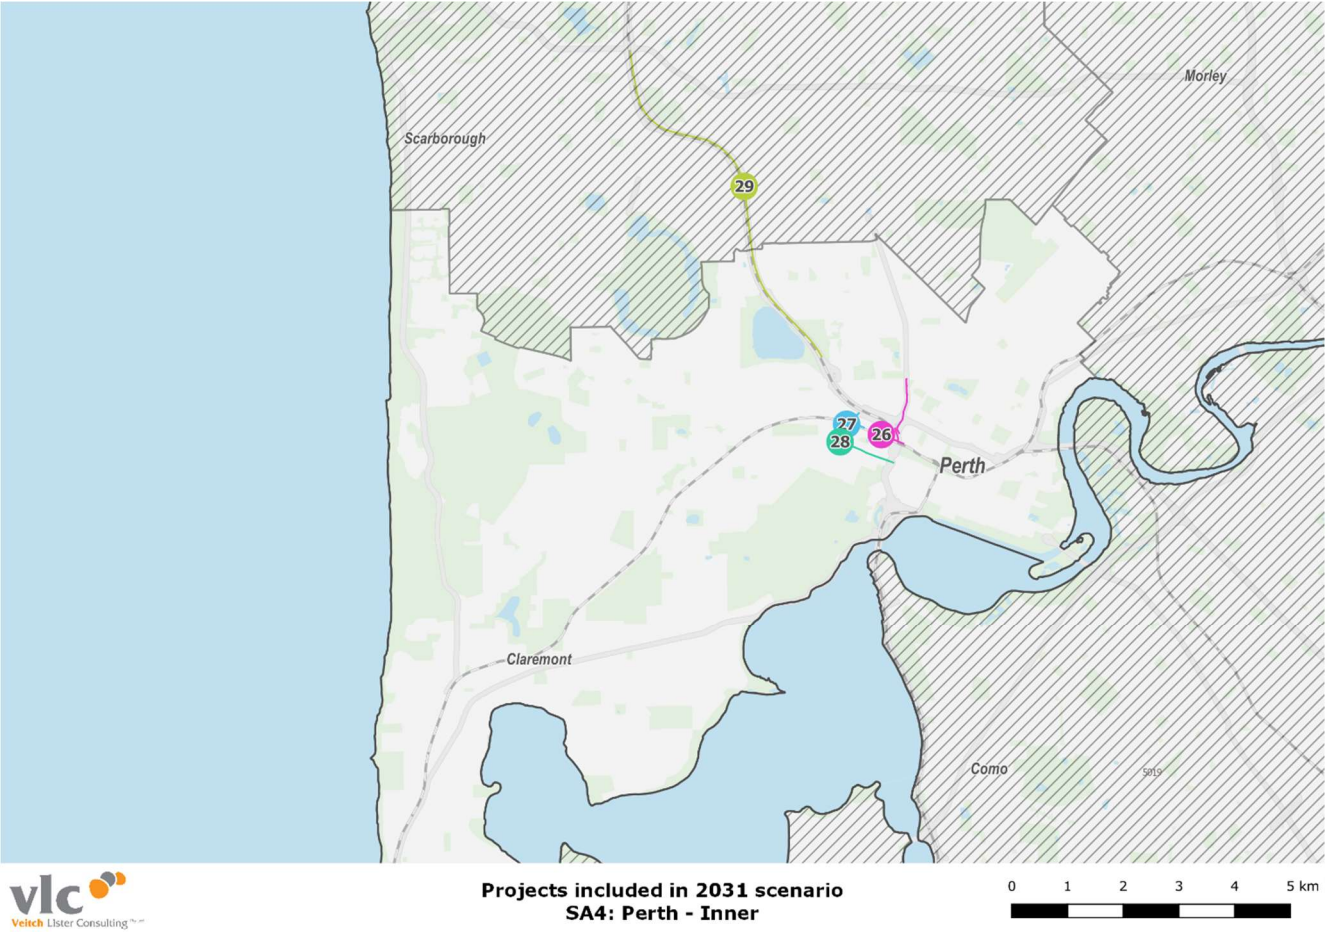 Morley
Scarborough
29
27
26
28
Perth
Claremont
Como
5019
vlc
Veitch Lister Consulting
Projects included in 2031 scenario
SA4: Perth - Inner
0 1 2 3 4 5 km